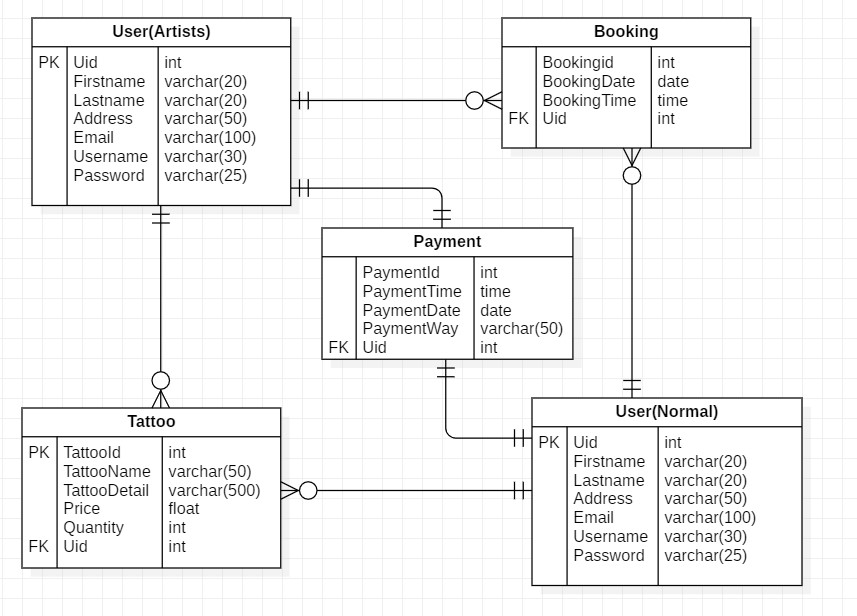 User(Artists)
PK Uid int
Firstname varchar(20)
Lastname varchar(20)
Address varchar(50)
Email varchar(100)
Username varchar(30)
Password varchar(25)
Booking
Bookingid int
BookingDate date
BookingTime time
FK Uid int
Payment
PaymentId int
PaymentTime time
PaymentDate date
PaymentWay varchar(50)
FK Uid int
Tattoo
PK TattooId int
TattooName varchar(50)
TattooDetail varchar(500)
Price float
Quantity int
FK Uid int
User(Normal)
PK Uid int
Firstname varchar(20)
Lastname varchar(20)
Address varchar(50)
Email varchar(100)
Username varchar(30)
Password varchar(25)